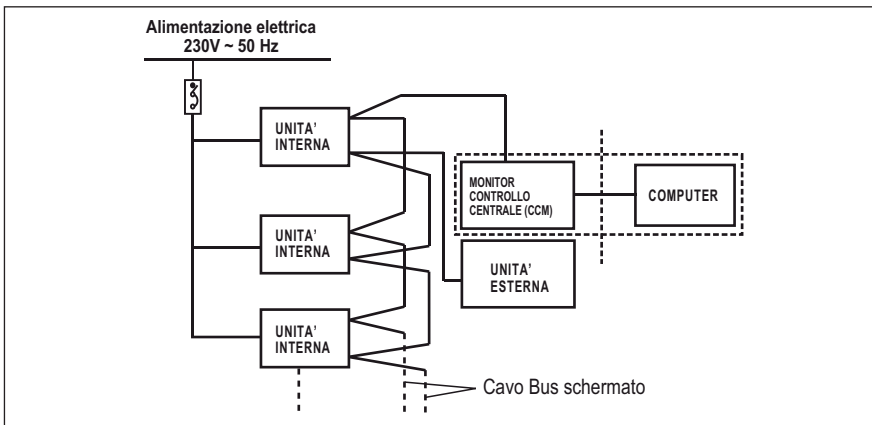 Alimentazione elettrica
230V ~ 50 Hz
UNITA'
INTERNA
MONITOR
CONTROLLO
CENTRALE (CCM)
COMPUTER
UNITA'
INTERNA
UNITA'
ESTERNA
UNITA'
INTERNA
Cavo Bus schermato